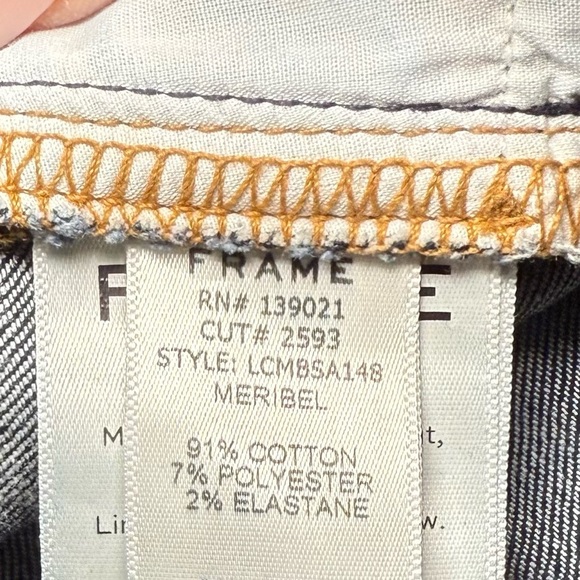 FRAME
RN# 139021
CUT# 2593
STYLE: LCMBSA148
MERIBEL
91% COTTON
7% POLYESTER
2% ELASTANE